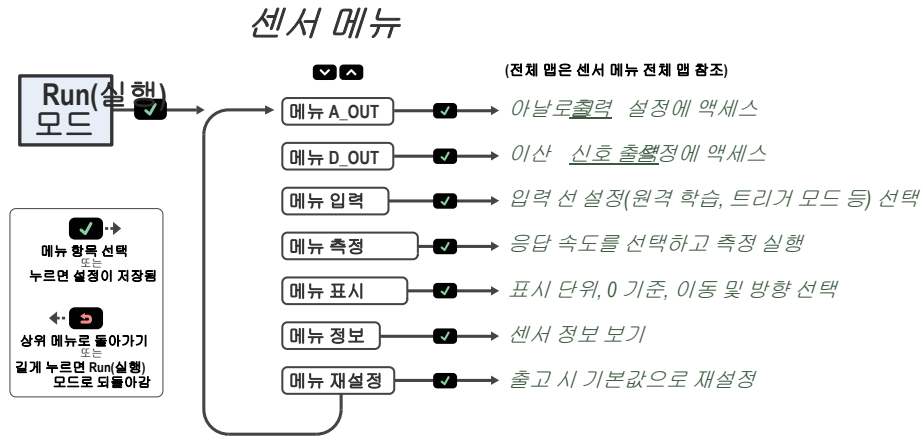 센서 메뉴
(전체 맵은 센서 메뉴 전체 맵 참조)
Run(실행)
모드
메뉴 A_OUT
아날로그 출력 설정에 액세스
메뉴 D_OUT
이산 신호 출력 설정에 액세스
메뉴 입력
입력 선 설정(원격 학습, 트리거 모드 등) 선택
메뉴 측정
응답 속도를 선택하고 측정 실행
메뉴 표시
표시 단위, 0 기준, 이동 및 방향 선택
메뉴 정보
센서 정보 보기
메뉴 재설정
출고 시 기본값으로 재설정
메뉴 항목 선택
또는
누르면 설정이 저장됨
상위 메뉴로 돌아가기
또는
길게 누르면 Run(실행)
모드로 되돌아감